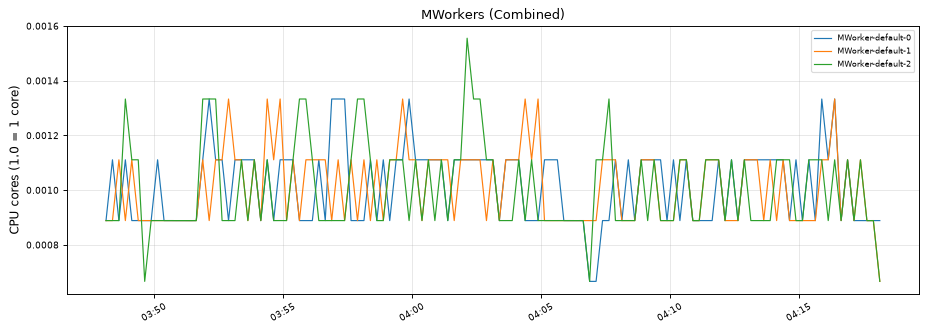 MWorkers (Combined)
CPU cores (1.0 = 1 core)
0.0016
0.0014
0.0012
0.0010
0.0008
03:50
03:55
04:00
04:05
04:10
04:15
MWorker-default-0
MWorker-default-1
MWorker-default-2